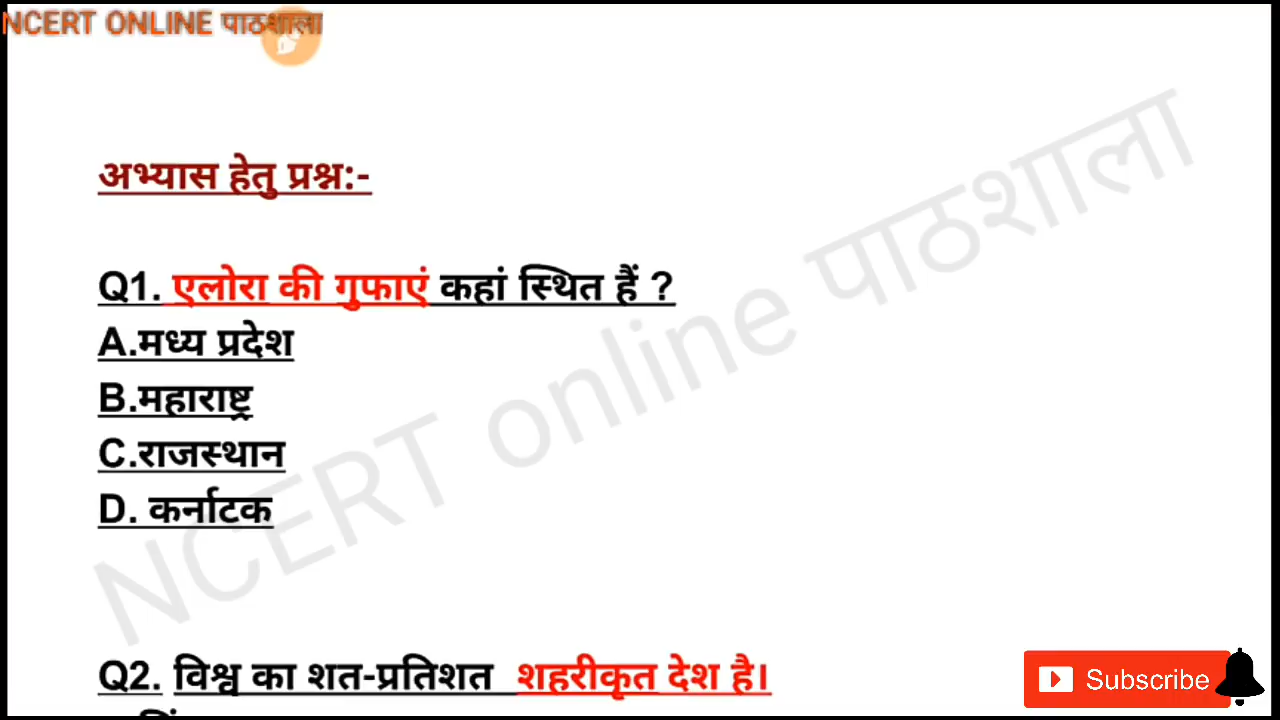 NCERT ONLINE पाठशाला
अभ्यास हेतु प्रश्न:-
Q1. एलोरा की गुफाएं कहां स्थित हैं ?
A.मध्य प्रदेश
B.महाराष्ट्र
C.राजस्थान
D. कर्नाटक
NCERT online पाठशाला
Q2. विश्व का शत-प्रतिशत शहरीकृत देश है।
Subscribe